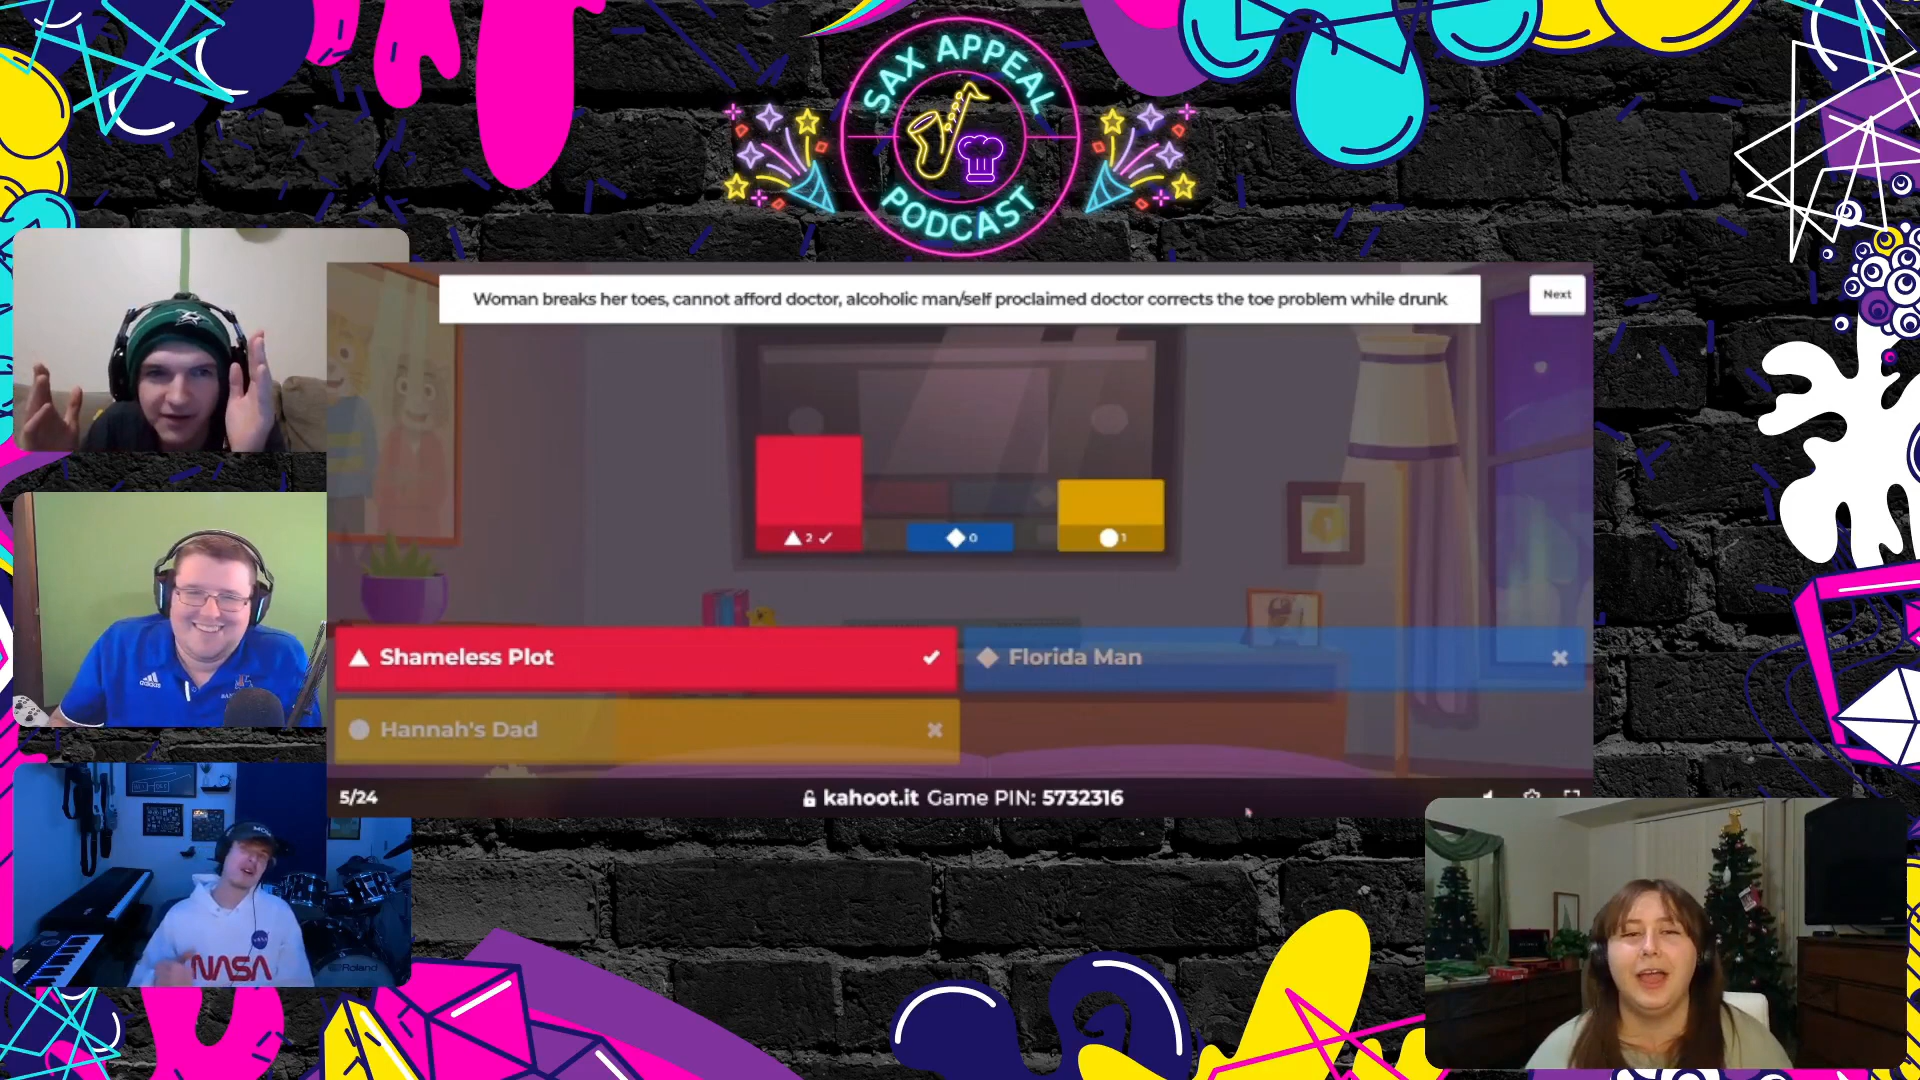 SAX APPEAL
PODCAST
Woman breaks her toes, cannot afford doctor, alcoholic man/self proclaimed doctor corrects the toe problem while drunk
Next
2
0
1
Shameless Plot
Florida Man
Hannah's Dad
5/24
kahoot.it Game PIN: 5732316
adidas
NASA
Roland